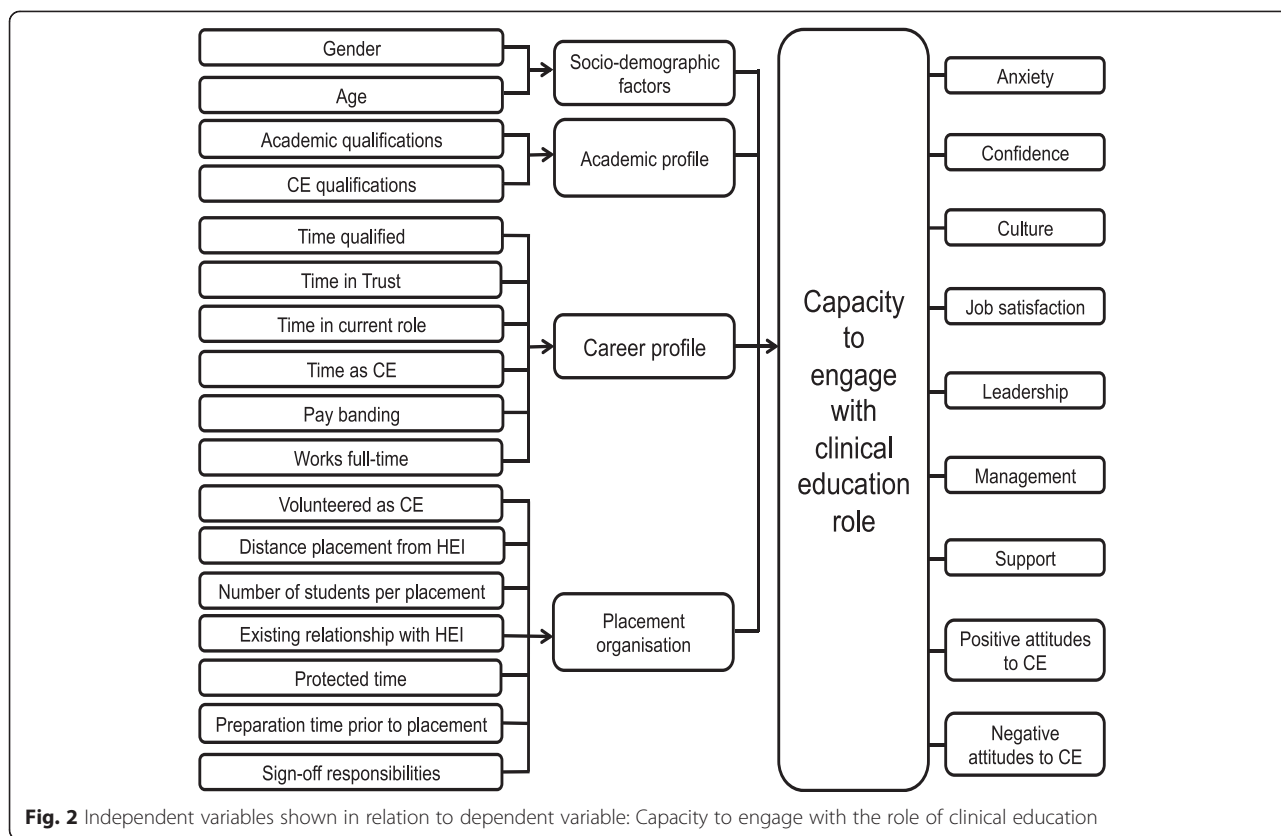 Gender
Age
Academic qualifications
CE qualifications
Time qualified
Time in Trust
Time in current role
Time as CE
Pay banding
Works full-time
Volunteered as CE
Distance placement from HEI
Number of students per placement
Existing relationship with HEI
Protected time
Preparation time prior to placement
Sign-off responsibilities
Socio-demographic
factors
Academic profile
Career profile
Placement
organisation
Capacity
to
engage
with
clinical
education
role
Anxiety
Confidence
Culture
Job satisfaction
Leadership
Management
Support
Positive attitudes
to CE
Negative
attitudes to CE
Fig. 2 Independent variables shown in relation to dependent variable: Capacity to engage with the role of clinical education